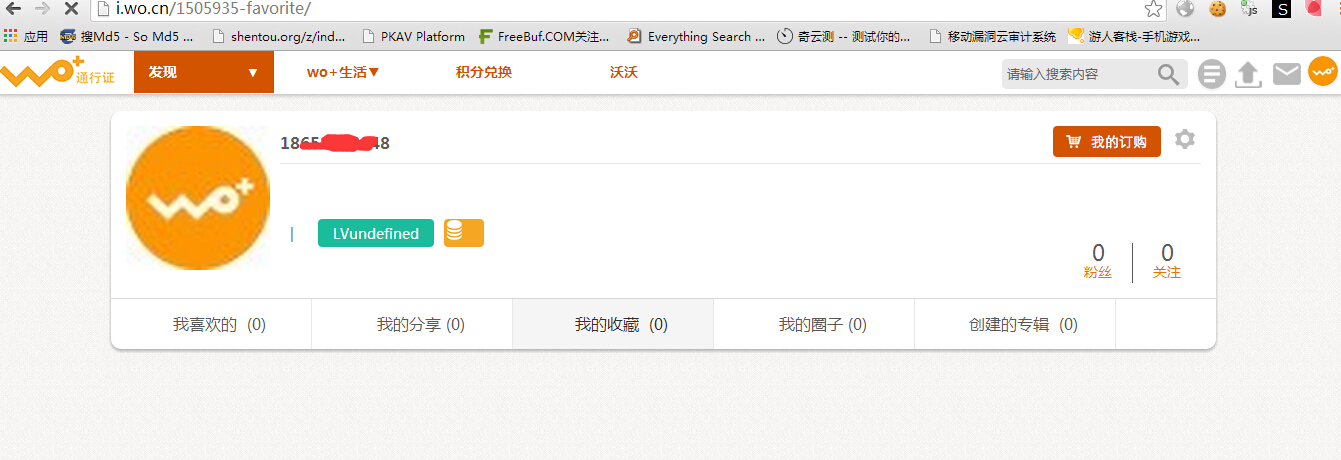 i.wo.cn/1505935-favorite/
应用 搜Md5 - So Md5 ... shentou.org/z/ind... PKAV Platform FreeBuf.COM关注... Everything Search ... 奇云测 -- 测试你的... 移动漏洞云审计系统 游人客栈-手机游戏...
wo+ 通行证 发现 ▼ wo+生活▼ 积分兑换 沃沃 请输入搜索内容
wo+
1865 48 我的订购
| LVundefined
0 0
粉丝 关注
我喜欢的 (0) 我的分享 (0) 我的收藏 (0) 我的圈子 (0) 创建的专辑 (0)